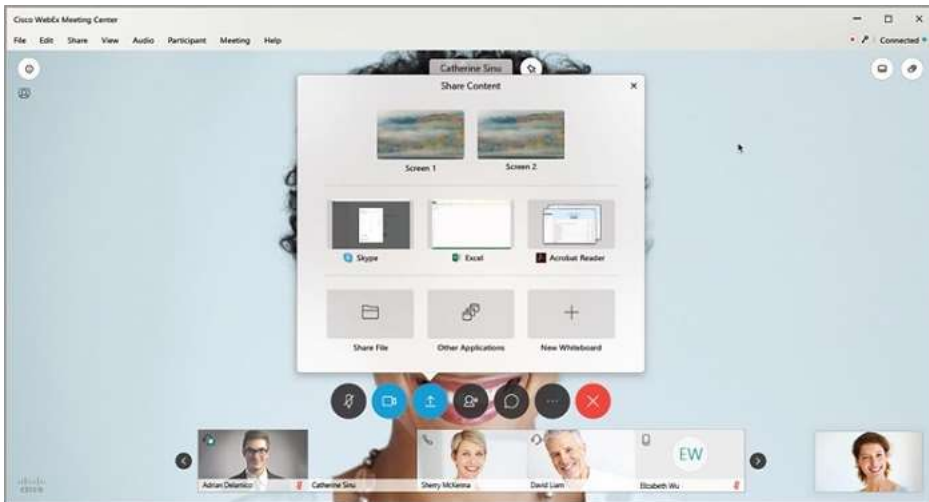 Cisco WebEx Meeting Center
File Edit Share View Audio Participant Meeting Help
Connected
Catherine Sinu
Share Content
Screen 1 Screen 2
Skype Excel Acrobat Reader
Share File Other Applications New Whiteboard
EW
Adrian Delamico Catherine Sinu Sherry McKenna David Liam Elizabeth Wu
CISCO